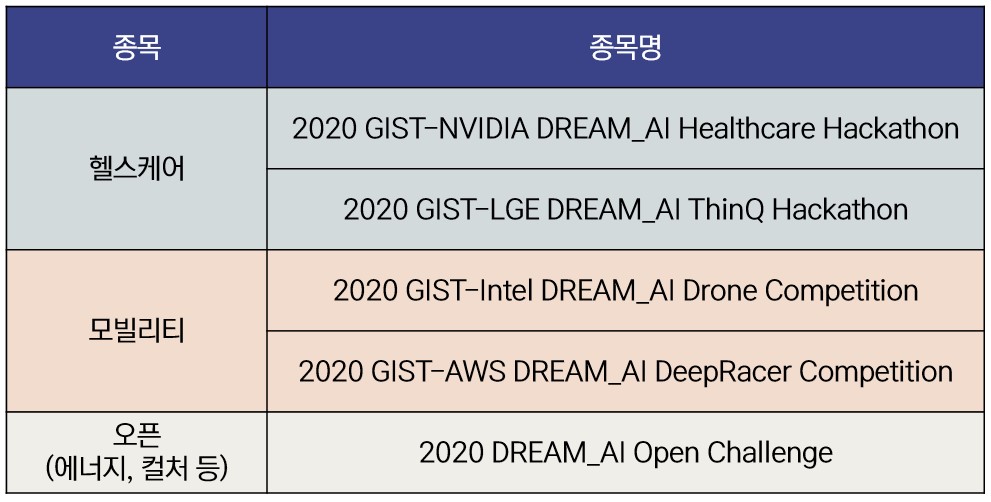 종목
종목명
헬스케어
2020 GIST-NVIDIA DREAM_AI Healthcare Hackathon
2020 GIST-LGE DREAM_AI ThinQ Hackathon
모빌리티
2020 GIST-Intel DREAM_AI Drone Competition
2020 GIST-AWS DREAM_AI DeepRacer Competition
오픈
(에너지, 컬처 등)
2020 DREAM_AI Open Challenge